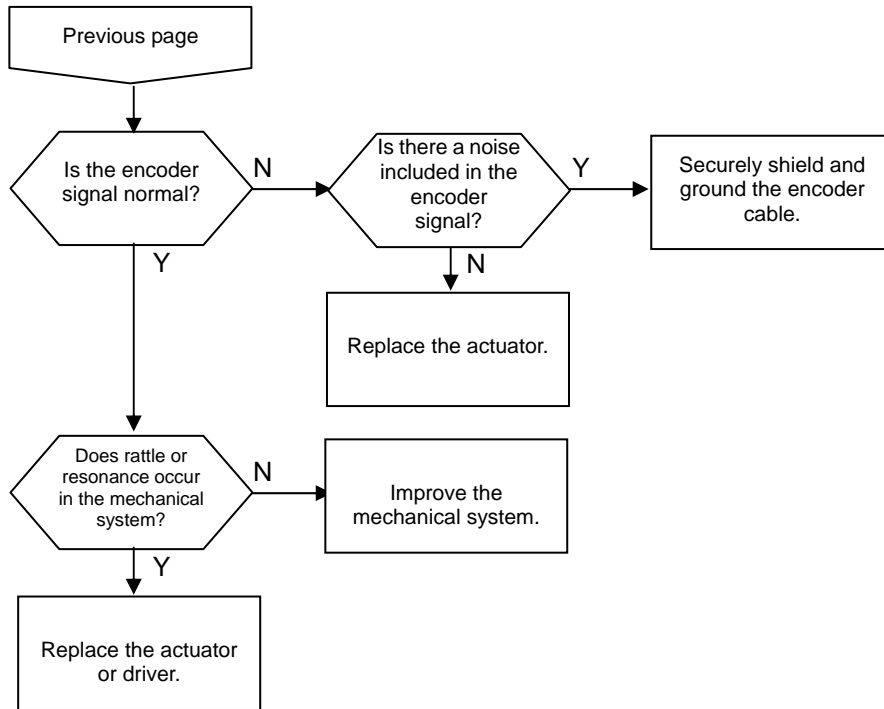 Previous page
Is the encoder
signal normal?
N
Is there a noise
included in the
encoder
signal?
Y
Securely shield and
ground the encoder
cable.
Y
N
Replace the actuator.
Does rattle or
resonance occur
in the mechanical
system?
N
Improve the
mechanical system.
Y
Replace the actuator
or driver.